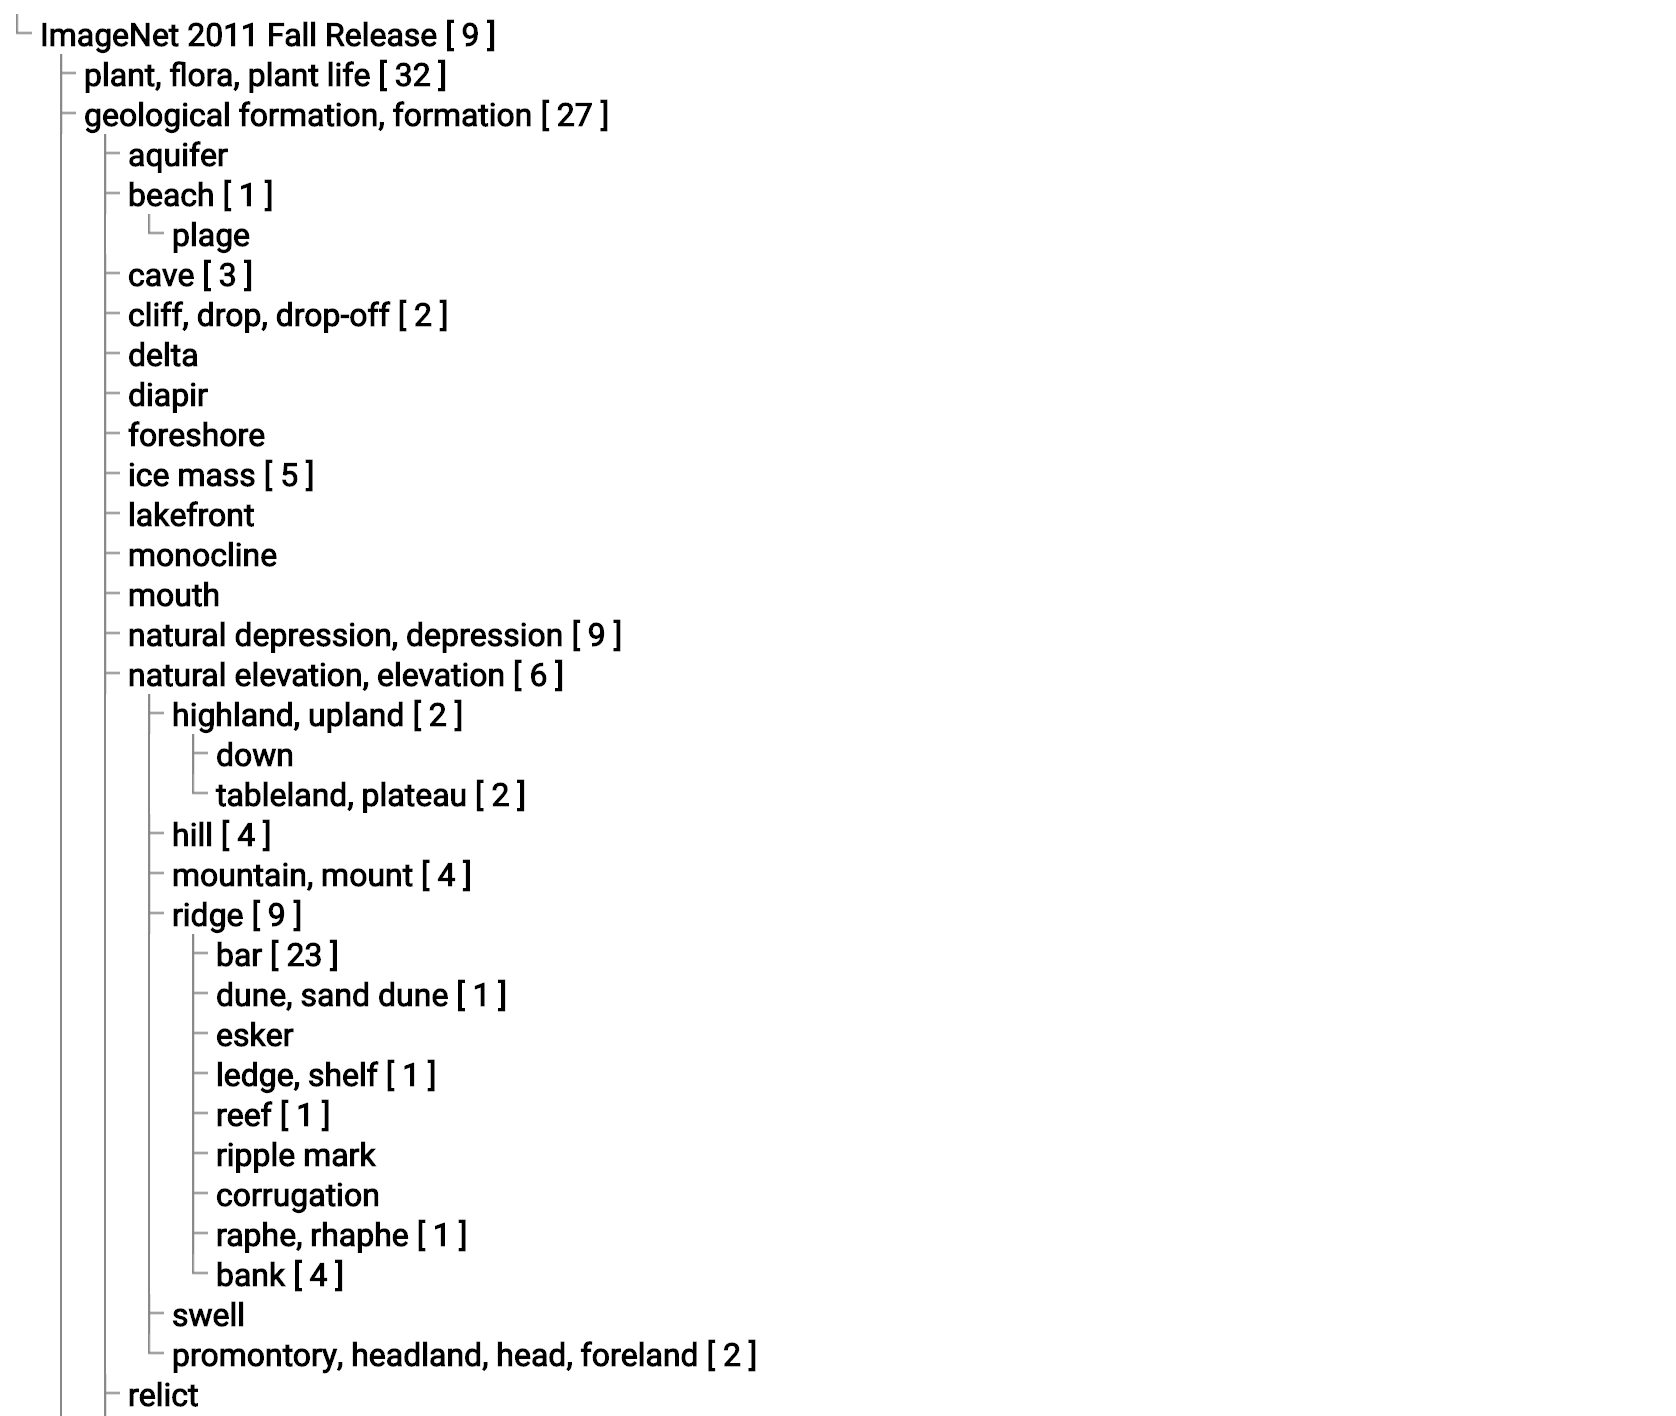 ImageNet 2011 Fall Release [ 9 ]
plant, flora, plant life [ 32 ]
geological formation, formation [ 27 ]
aquifer
beach [ 1 ]
plage
cave [ 3 ]
cliff, drop, drop-off [ 2 ]
delta
diapir
foreshore
ice mass [ 5 ]
lakefront
monocline
mouth
natural depression, depression [ 9 ]
natural elevation, elevation [ 6 ]
highland, upland [ 2 ]
down
tableland, plateau [ 2 ]
hill [ 4 ]
mountain, mount [ 4 ]
ridge [ 9 ]
bar [ 23 ]
dune, sand dune [ 1 ]
esker
ledge, shelf [ 1 ]
reef [ 1 ]
ripple mark
corrugation
raphe, rhaphe [ 1 ]
bank [ 4 ]
swell
promontory, headland, head, foreland [ 2 ]
relict